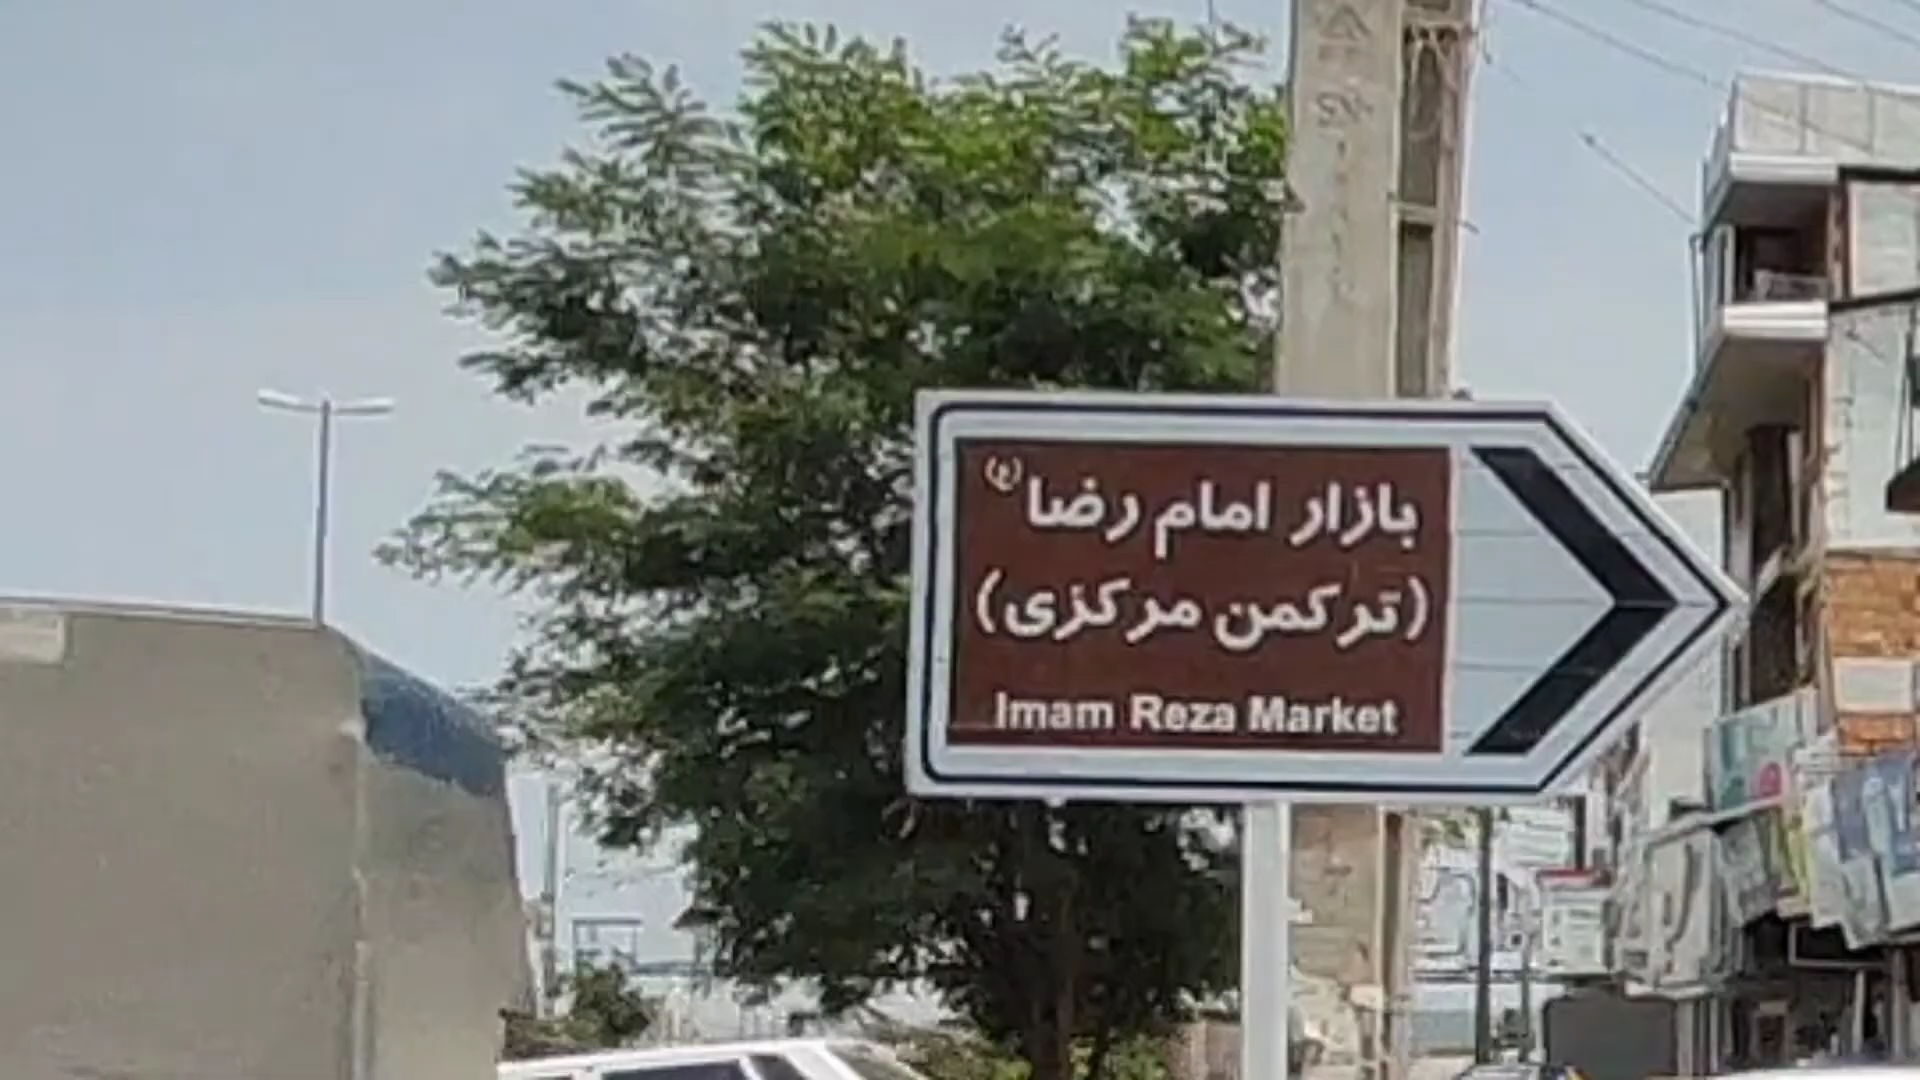 بازار امام رضا (ع)
(ترکمن مرکزی)
Imam Reza Market